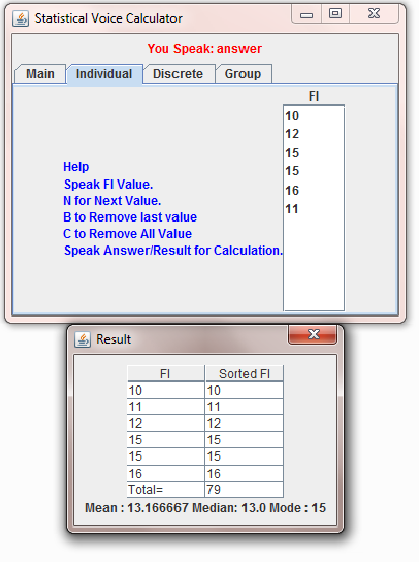 Statistical Voice Calculator
You Speak: answer
Main Individual Discrete Group
FI
10
12
15
15
16
11
Help
Speak FI Value.
N for Next Value.
B to Remove last value
C to Remove All Value
Speak Answer/Result for Calculation.
Result
FI Sorted FI
10 10
11 11
12 12
15 15
15 15
16 16
Total= 79
Mean : 13.166667 Median: 13.0 Mode : 15